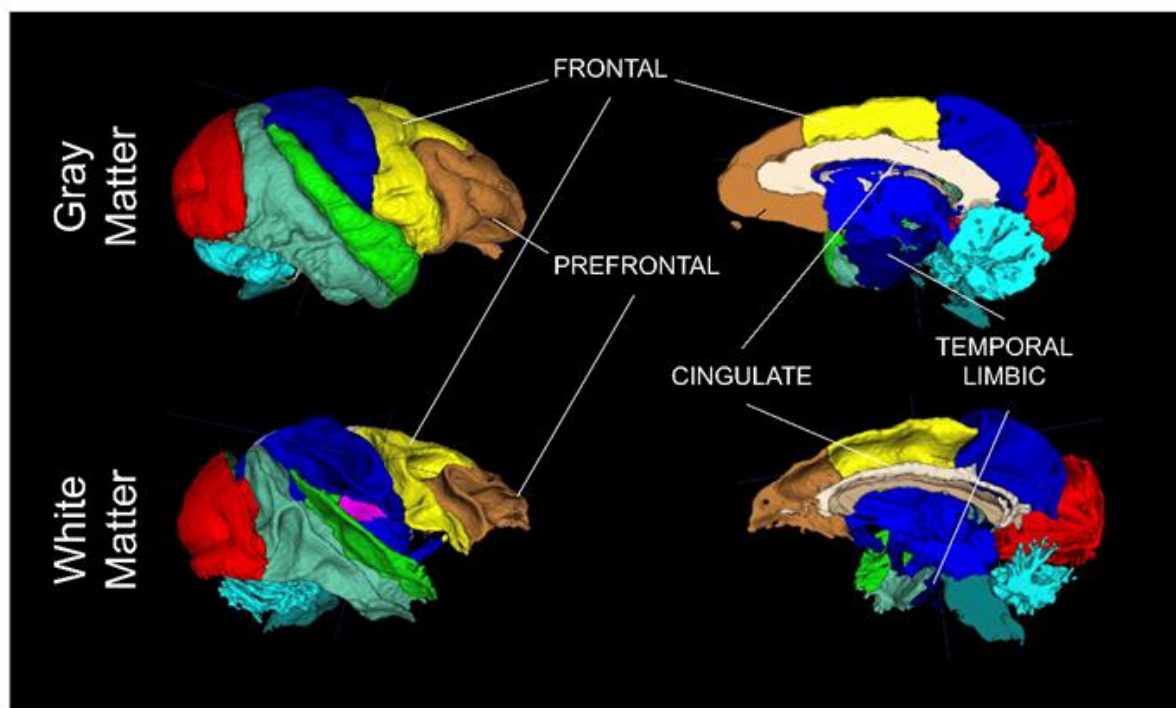 FRONTAL
Gray
Matter
PREFRONTAL
CINGULATE
TEMPORAL
LIMBIC
White
Matter